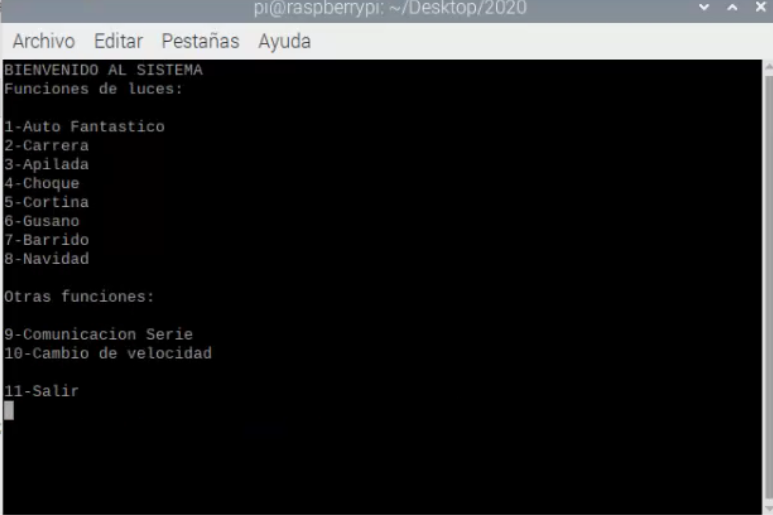 pi@raspberrypi: ~/Desktop/2020
Archivo Editar Pestañas Ayuda
BIENVENIDO AL SISTEMA
Funciones de luces:
1-Auto Fantastico
2-Carrera
3-Apilada
4-Choque
5-Cortina
6-Gusano
7-Barrido
8-Navidad
Otras funciones:
9-Comunicacion Serie
10-Cambio de velocidad
11-Salir